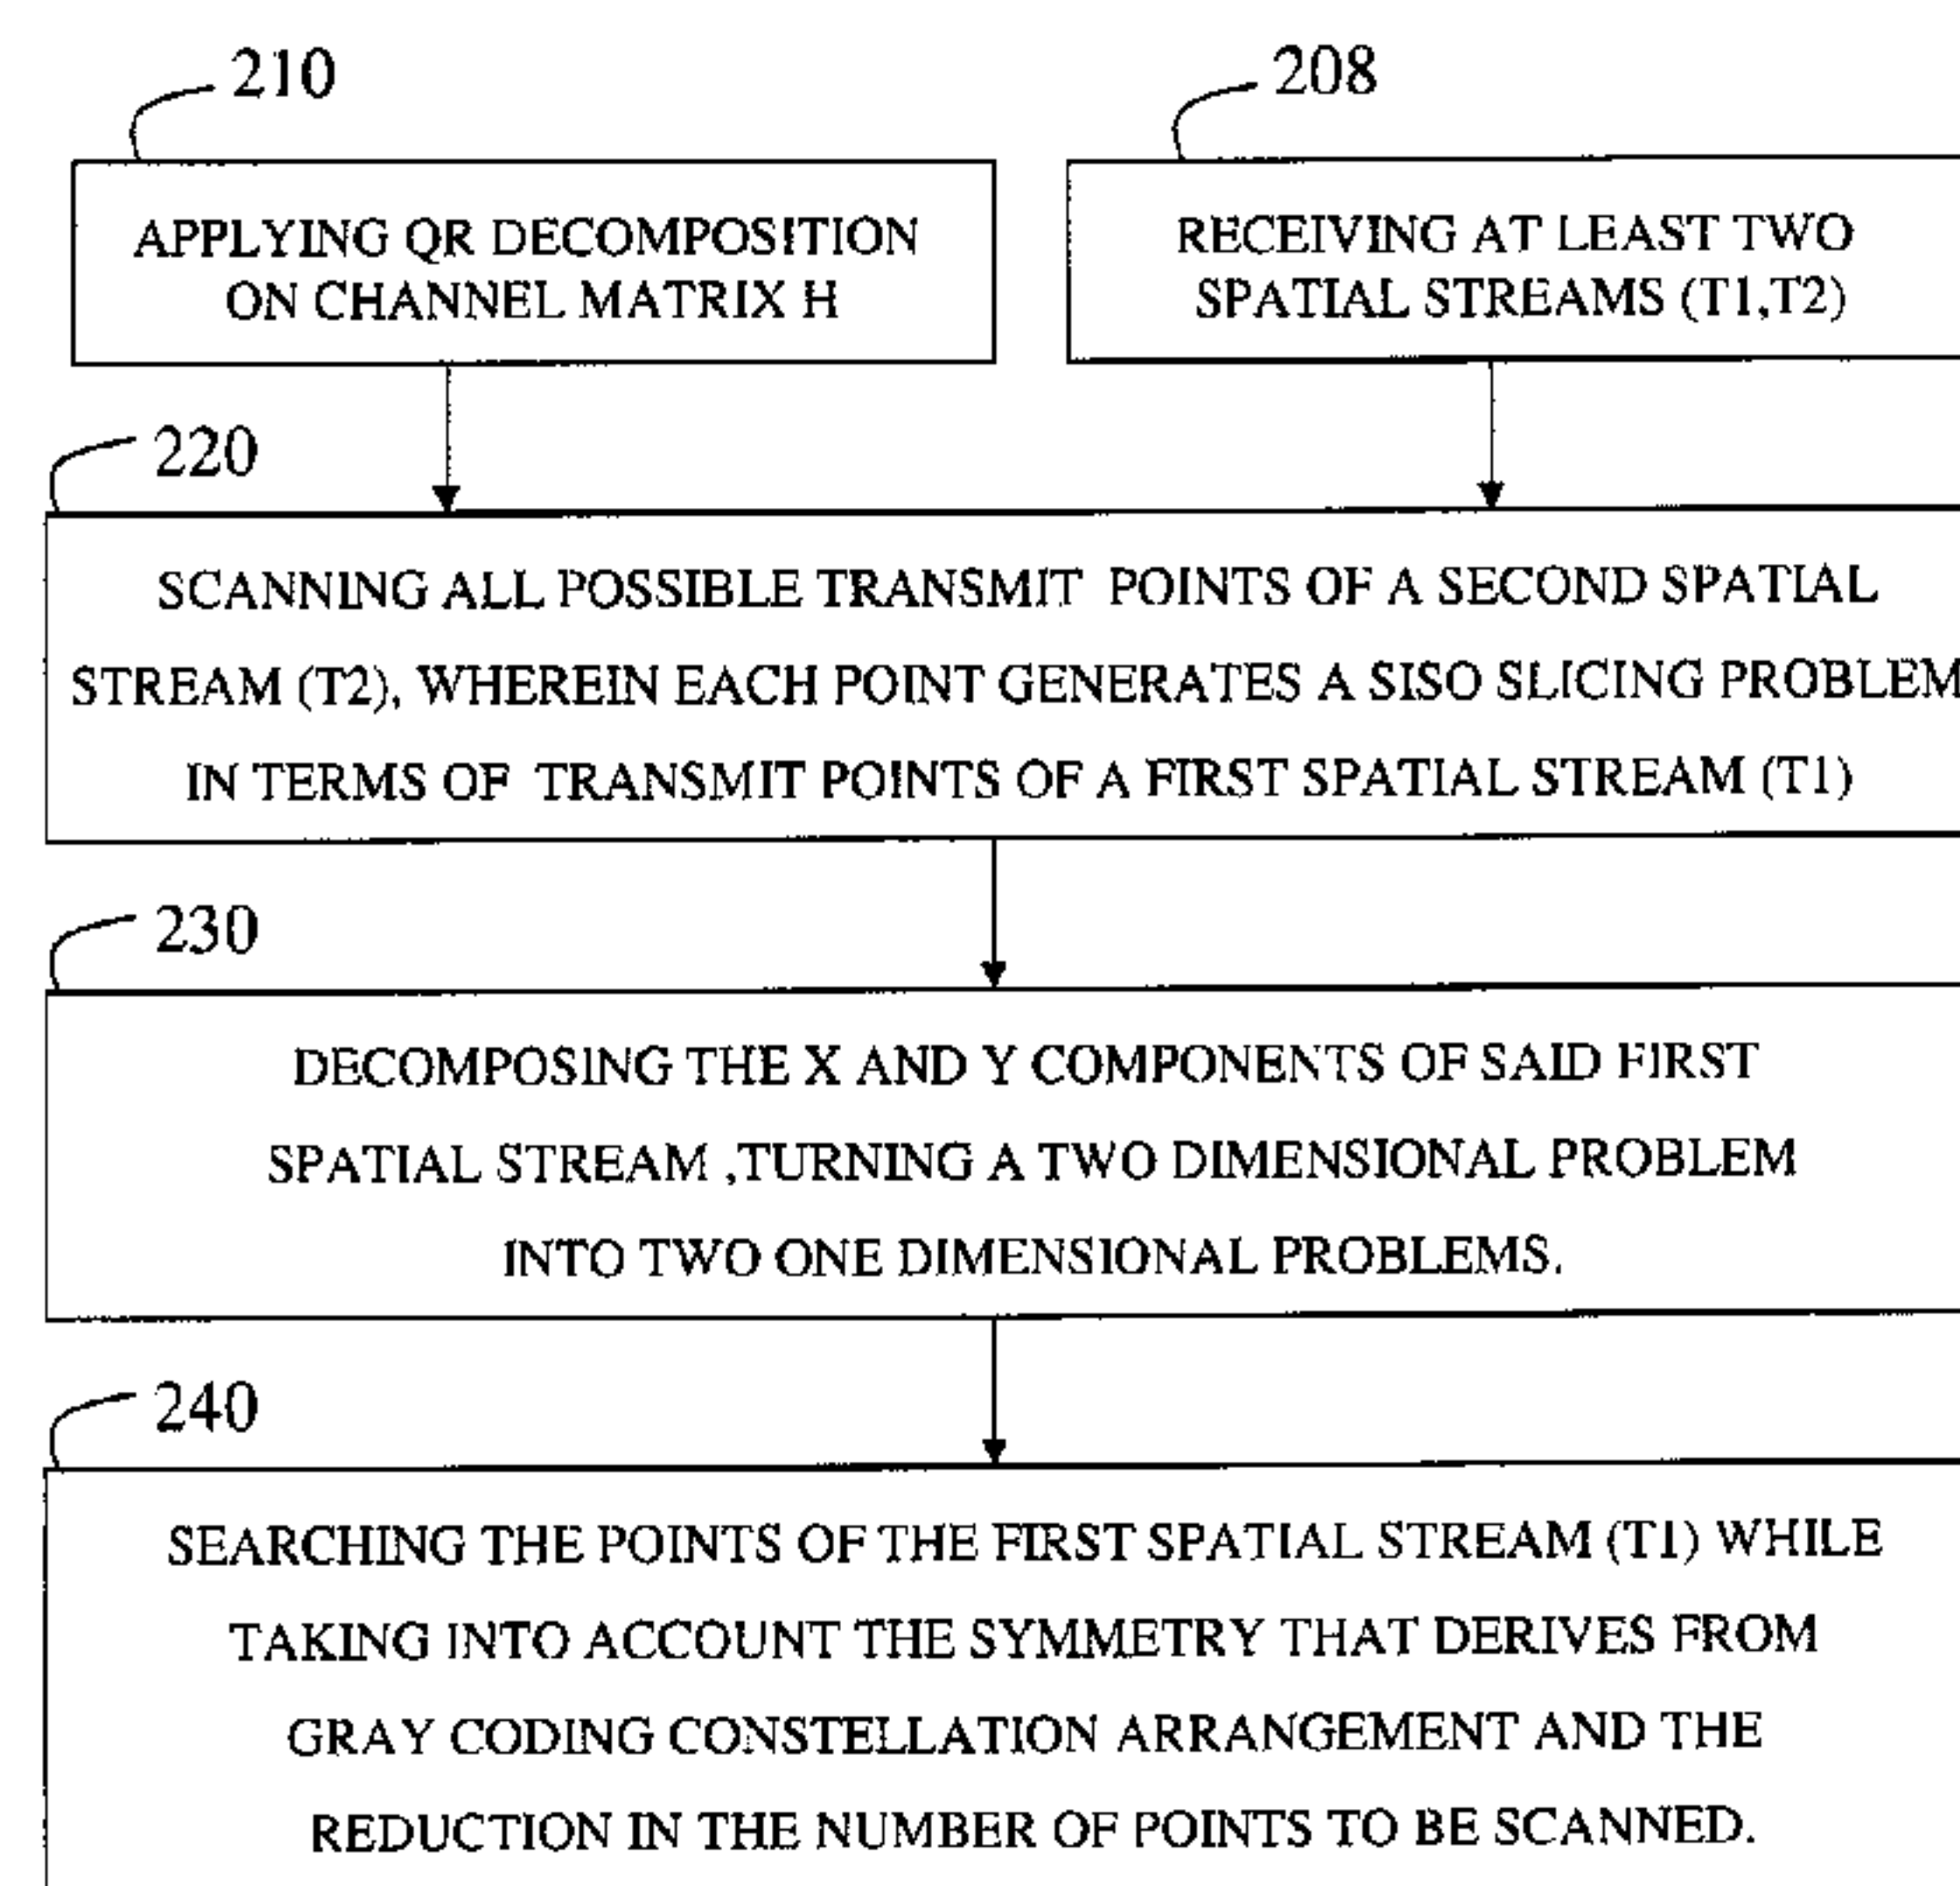 210
APPLYING QR DECOMPOSITION
ON CHANNEL MATRIX H
208
RECEIVING AT LEAST TWO
SPATIAL STREAMS (T1,T2)
220
SCANNING ALL POSSIBLE TRANSMIT POINTS OF A SECOND SPATIAL
STREAM (T2), WHEREIN EACH POINT GENERATES A SISO SLICING PROBLEM
IN TERMS OF TRANSMIT POINTS OF A FIRST SPATIAL STREAM (T1)
230
DECOMPOSING THE X AND Y COMPONENTS OF SAID FIRST
SPATIAL STREAM ,TURNING A TWO DIMENSIONAL PROBLEM
INTO TWO ONE DIMENSIONAL PROBLEMS.
240
SEARCHING THE POINTS OF THE FIRST SPATIAL STREAM (T1) WHILE
TAKING INTO ACCOUNT THE SYMMETRY THAT DERIVES FROM
GRAY CODING CONSTELLATION ARRANGEMENT AND THE
REDUCTION IN THE NUMBER OF POINTS TO BE SCANNED.